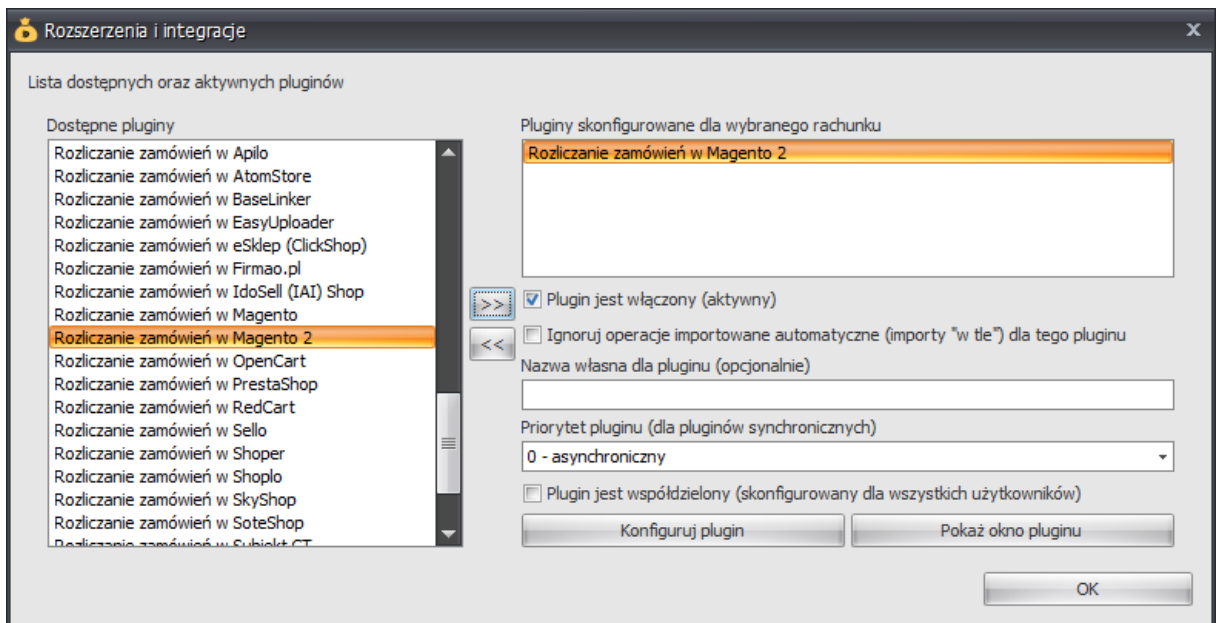 Rozszerzenia i integracje
x
Lista dostępnych oraz aktywnych pluginów
Dostępne pluginy
Rozliczanie zamówień w Apilo
Rozliczanie zamówień w AtomStore
Rozliczanie zamówień w BaseLinker
Rozliczanie zamówień w EasyUploader
Rozliczanie zamówień w eSklep (ClickShop)
Rozliczanie zamówień w Firmao.pl
Rozliczanie zamówień w IdoSell (IAI) Shop
Rozliczanie zamówień w Magento
Rozliczanie zamówień w Magento 2
Rozliczanie zamówień w OpenCart
Rozliczanie zamówień w PrestaShop
Rozliczanie zamówień w RedCart
Rozliczanie zamówień w Sello
Rozliczanie zamówień w Shoper
Rozliczanie zamówień w Shoplo
Rozliczanie zamówień w SkyShop
Rozliczanie zamówień w SoteShop
Rozliczanie zamówień w Subiekt GT
>>
<<
Pluginy skonfigurowane dla wybranego rachunku
Rozliczanie zamówień w Magento 2
Plugin jest włączony (aktywny)
Ignoruj operacje importowane automatyczne (importy "w tle") dla tego pluginu
Nazwa własna dla pluginu (opcjonalnie)
Priorytet pluginu (dla pluginów synchronicznych)
0 - asynchroniczny
Plugin jest współdzielony (skonfigurowany dla wszystkich użytkowników)
Konfiguruj plugin
Pokaż okno pluginu
OK